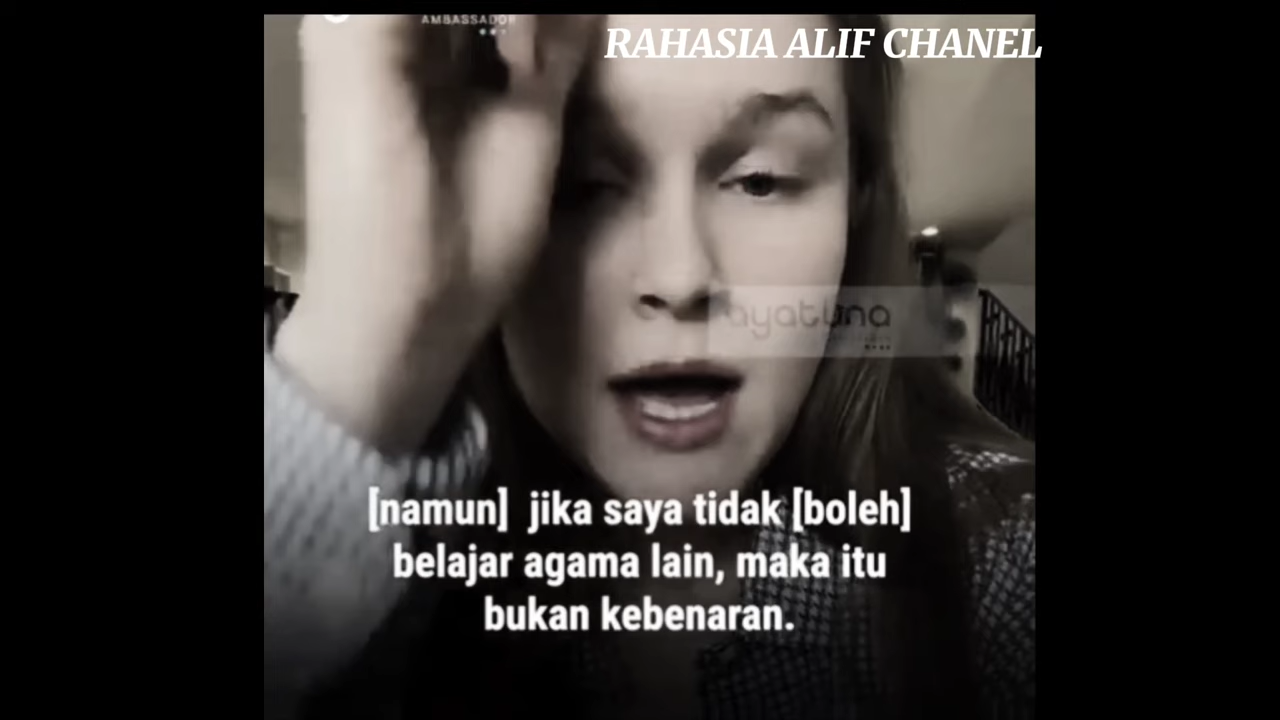 AMBASSADOR
RAHASIA ALIF CHANEL
ayatuna
[namun] jika saya tidak [boleh]
belajar agama lain, maka itu
bukan kebenaran.